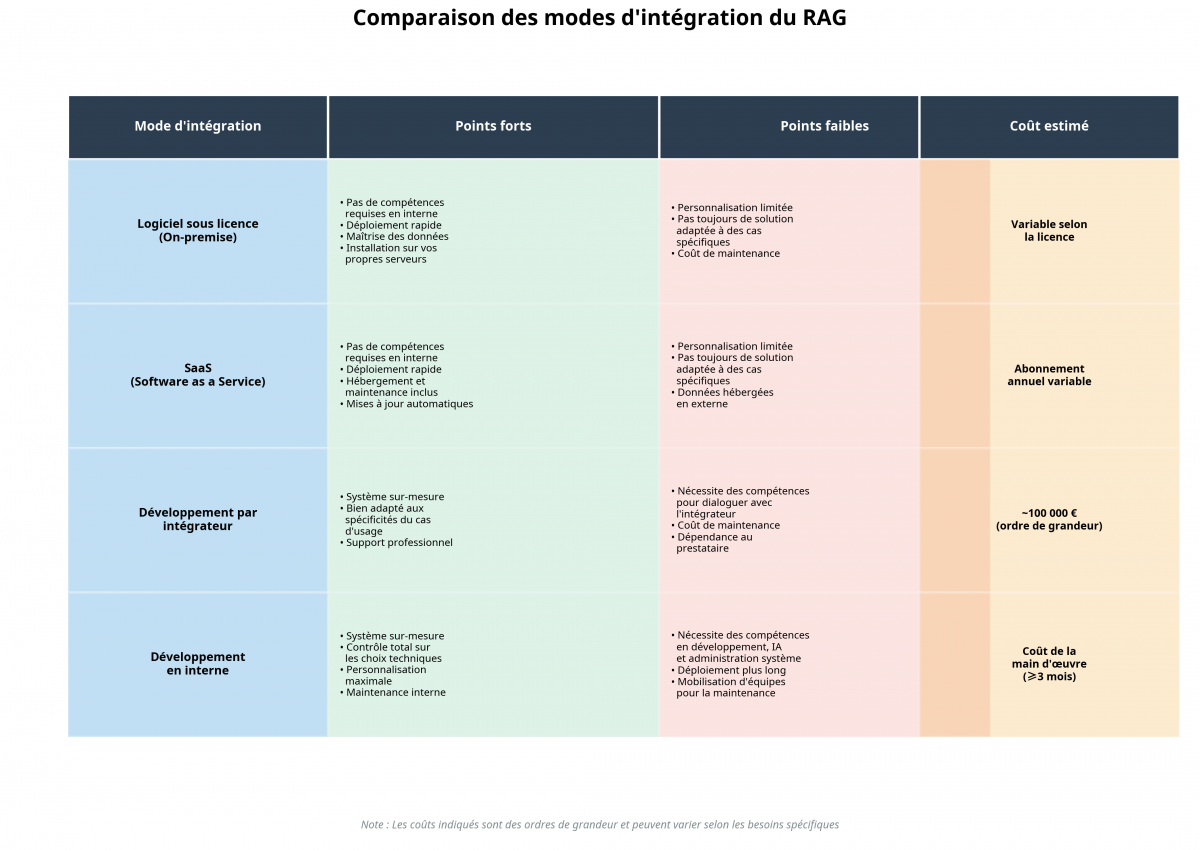 Comparaison des modes d'intégration du RAG
Mode d'intégration
Points forts
Points faibles
Coût estimé
Logiciel sous licence
(On-premise)
• Pas de compétences
requises en interne
• Déploiement rapide
• Maîtrise des données
• Installation sur vos
propres serveurs
• Personnalisation limitée
• Pas toujours de solution
adaptée à des cas
spécifiques
• Coût de maintenance
Variable selon
la licence
SaaS
(Software as a Service)
• Pas de compétences
requises en interne
• Déploiement rapide
• Hébergement et
maintenance inclus
• Mises à jour automatiques
• Personnalisation limitée
• Pas toujours de solution
adaptée à des cas
spécifiques
• Données hébergées
en externe
Abonnement
annuel variable
Développement par
intégrateur
• Système sur-mesure
• Bien adapté aux
spécificités du cas
d'usage
• Support professionnel
• Nécessite des compétences
pour dialoguer avec
l'intégrateur
• Coût de maintenance
• Dépendance au
prestataire
~100 000 €
(ordre de grandeur)
Développement
en interne
• Système sur-mesure
• Contrôle total sur
les choix techniques
• Personnalisation
maximale
• Maintenance interne
• Nécessite des compétences
en développement, IA
et administration système
• Déploiement plus long
• Mobilisation d'équipes
pour la maintenance
Coût de la
main d'œuvre
(⩾3 mois)
Note : Les coûts indiqués sont des ordres de grandeur et peuvent varier selon les besoins spécifiques